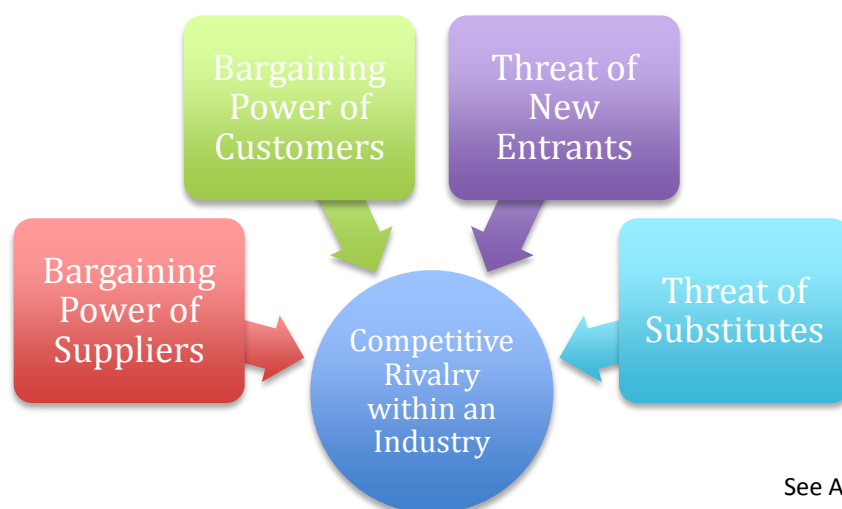 Bargaining
Power of
Customers
Threat of
New
Entrants
Bargaining
Power of
Suppliers
Threat of
Substitutes
Competitive
Rivalry
within an
Industry
See A